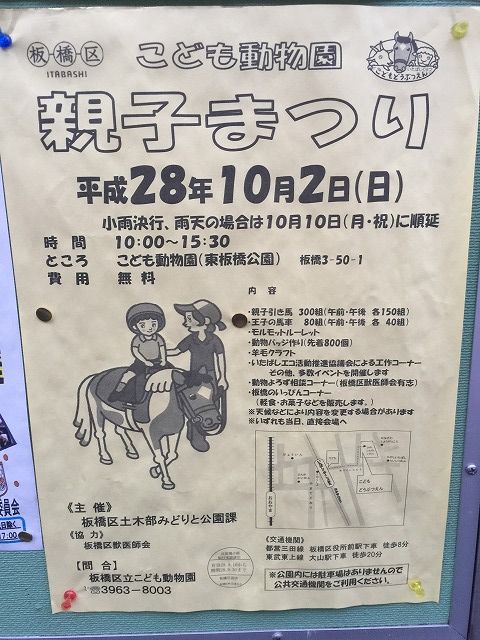 板橋区
ITABASHI
こども動物園
こどもどうぶつえん
親子まつり
平成28年10月2日(日)
小雨決行、雨天の場合は10月10日(月・祝)に順延
時間 10:00～15:30
ところ こども動物園(東板橋公園) 板橋3-50-1
費用 無料
内容
・親子引き馬 300組(午前・午後 各150組)
・王子の馬車 80組(午前・午後 各40組)
・モルモットルーレット
・動物バッジ作り(先着800個)
・羊毛クラフト
・いたばしエコ活動推進協議会による工作コーナー
その他、多数イベントを開催します
・動物よろず相談コーナー(板橋区獣医師会有志)
・板橋のいっぴんコーナー
(軽食・お菓子などを販売します。)
※天候などにより内容を変更する場合があります
※いずれも当日、直接会場へ
こども
どうぶつえん
《主催》
板橋区土木部みどりと公園課
《協力》
板橋区獣医師会
【問合】
板橋区立こども動物園
☎3963-8003
《交通機関》
都営三田線 板橋区役所前駅下車 徒歩8分
東武東上線 大山駅下車 徒歩20分
※公園内には駐車場はありませんので
公共交通機関をご利用ください。
委員会
17:00